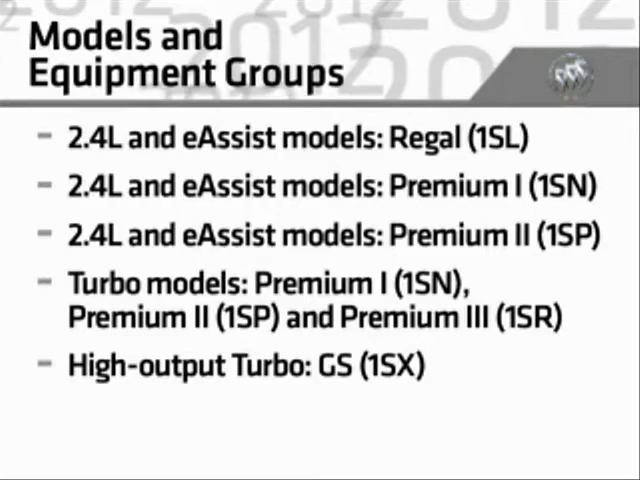 2012
2012
Models and
Equipment Groups
- 2.4L and eAssist models: Regal (1SL)
- 2.4L and eAssist models: Premium I (1SN)
- 2.4L and eAssist models: Premium II (1SP)
- Turbo models: Premium I (1SN),
Premium II (1SP) and Premium III (1SR)
- High-output Turbo: GS (1SX)